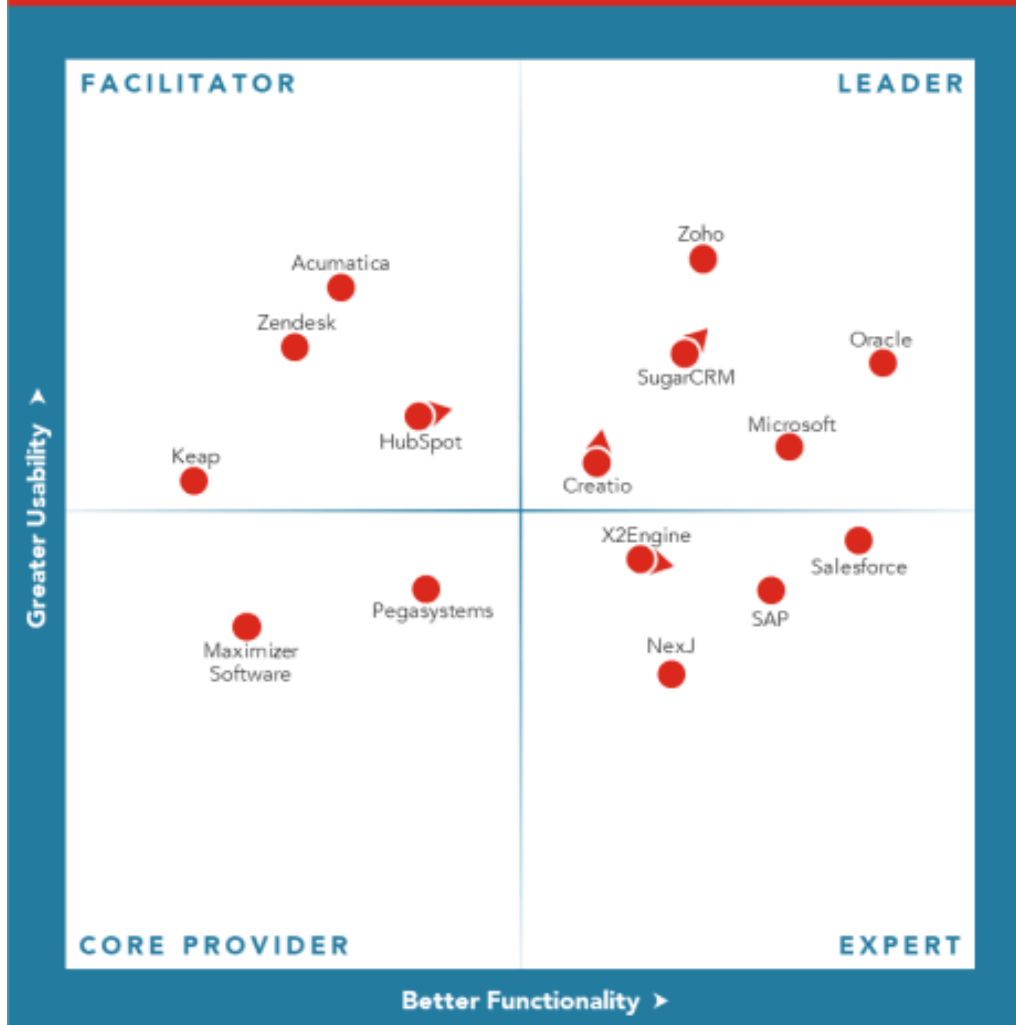 FACILITATOR
LEADER
Zoho
Acumatica
Zendesk
Oracle
SugarCRM
Microsoft
HubSpot
Keap
Creatio
X2Engine
Salesforce
Pegasystems
SAP
NexJ
Maximizer
Software
Greater Usability
CORE PROVIDER
EXPERT
Better Functionality